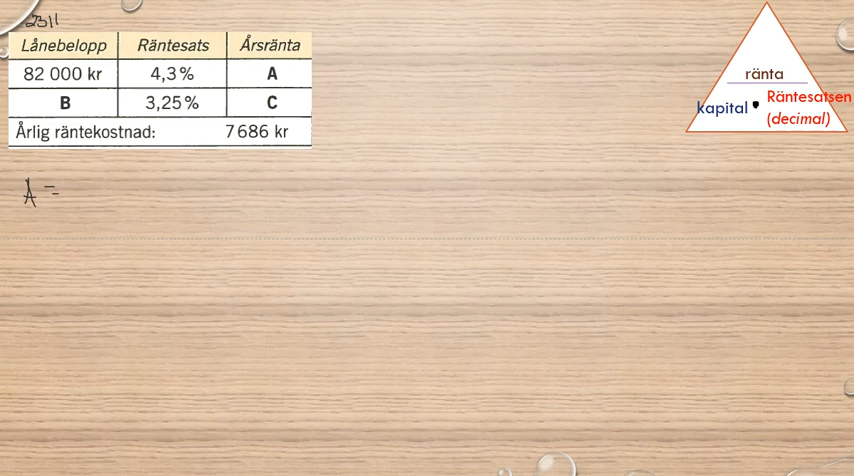 2311
Lånebelopp Räntesats Årsränta
82 000 kr 4,3 % A
B 3,25 % C
Årlig räntekostnad: 7 686 kr
A =
ränta
kapital • Räntesatsen
(decimal)